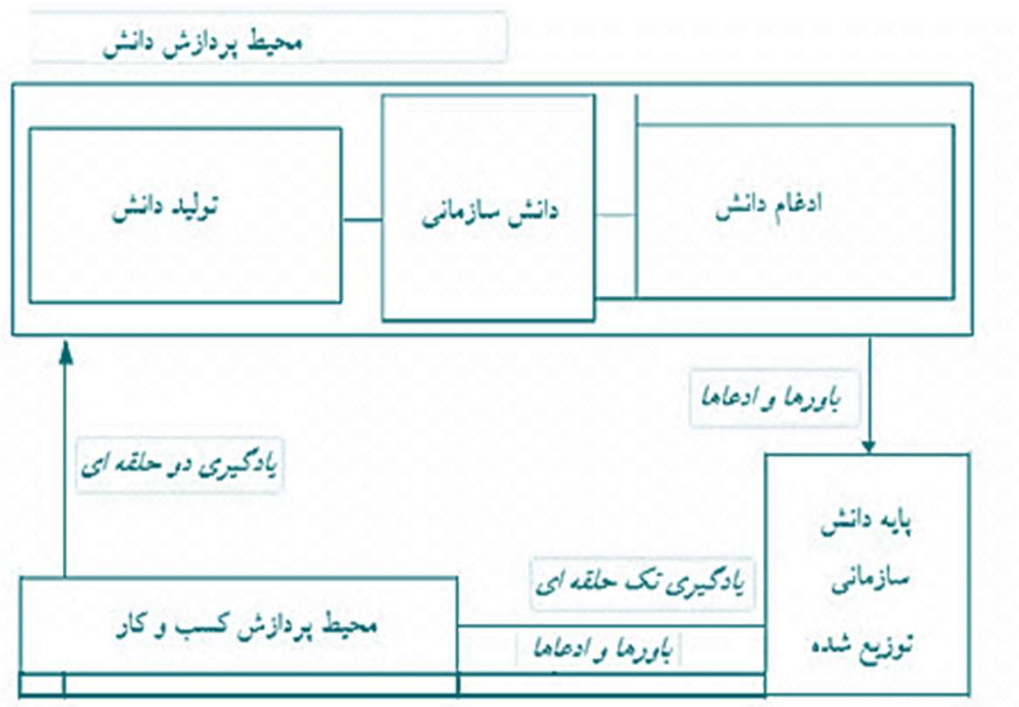 محیط پردازش دانش
ادغام دانش
دانش سازمانی
تولید دانش
باورها و ادعاها
یادگیری دو حلقه ای
پایه دانش
سازمانی
توزیع شده
یادگیری تک حلقه ای
باورها و ادعاها
محیط پردازش کسب و کار